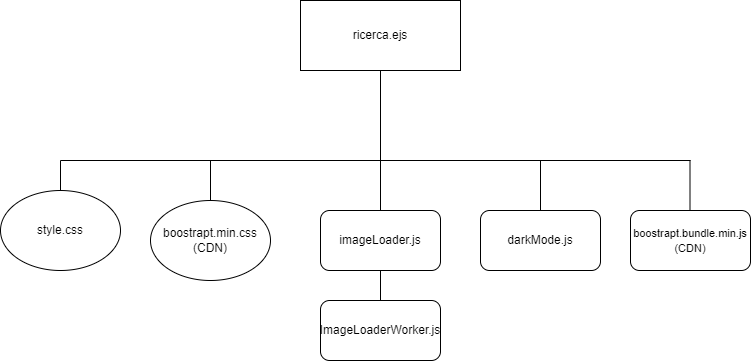 ricerca.ejs
style.css
boostrapt.min.css
(CDN)
imageLoader.js
darkMode.js
boostrapt.bundle.min.js
(CDN)
ImageLoaderWorker.js